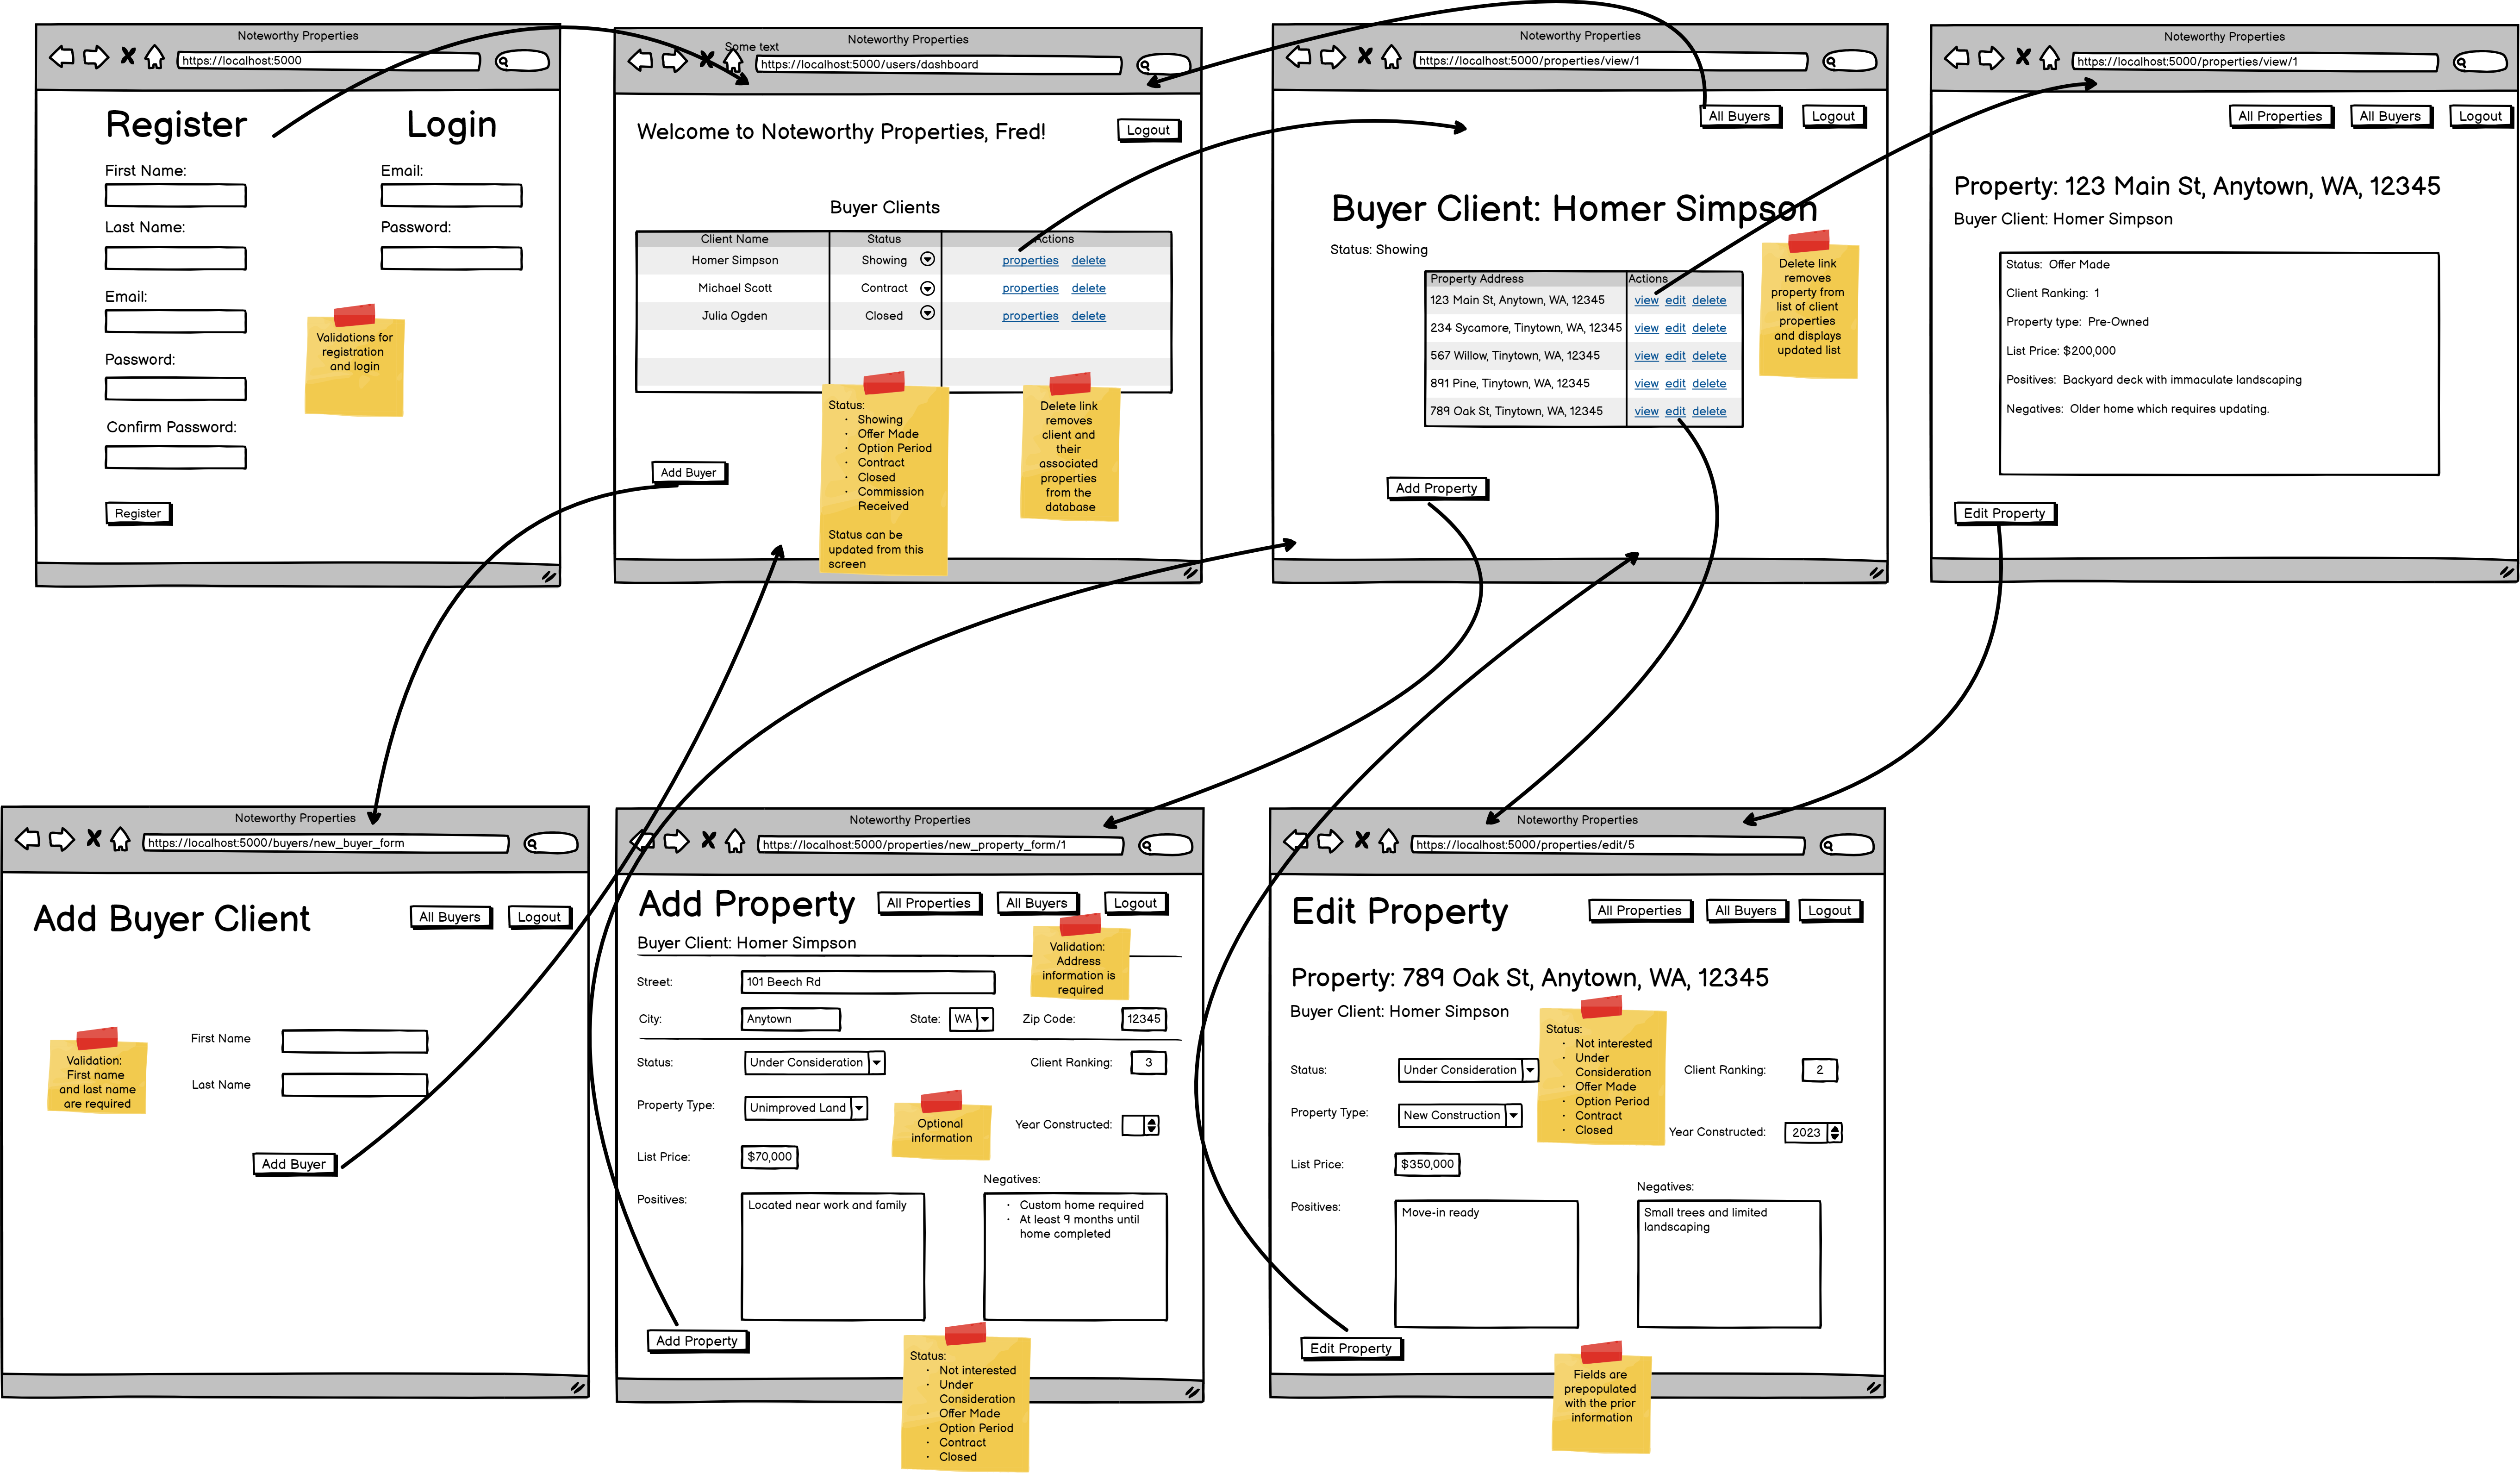 Noteworthy Properties
https://localhost:5000
Register
Login
First Name:
Email:
Last Name:
Password:
Email:
Validations for
registration
and login
Password:
Confirm Password:
Register
Some text
Noteworthy Properties
https://localhost:5000/users/dashboard
Welcome to Noteworthy Properties, Fred!
Logout
Buyer Clients
Client Name Status Actions
Homer Simpson Showing properties delete
Michael Scott Contract properties delete
Julia Ogden Closed properties delete
Status:
· Showing
· Offer Made
· Option Period
· Contract
· Closed
· Commission
Received
Status can be
updated from this
screen
Delete link
removes
client and
their
associated
properties
from the
database
Add Buyer
Noteworthy Properties
https://localhost:5000/properties/view/1
All Buyers
Logout
Buyer Client: Homer Simpson
Status: Showing
Property Address Actions
123 Main St, Anytown, WA, 12345 view edit delete
234 Sycamore, Tinytown, WA, 12345 view edit delete
567 Willow, Tinytown, WA, 12345 view edit delete
891 Pine, Tinytown, WA, 12345 view edit delete
789 Oak St, Tinytown, WA, 12345 view edit delete
Delete link
removes
property from
list of client
properties
and displays
updated list
Add Property
Noteworthy Properties
https://localhost:5000/properties/view/1
All Properties
All Buyers
Logout
Property: 123 Main St, Anytown, WA, 12345
Buyer Client: Homer Simpson
Status: Offer Made
Client Ranking: 1
Property type: Pre-Owned
List Price: $200,000
Positives: Backyard deck with immaculate landscaping
Negatives: Older home which requires updating.
Edit Property
Noteworthy Properties
https://localhost:5000/buyers/new_buyer_form
Add Buyer Client
All Buyers
Logout
Validation:
First name
and last name
are required
First Name
Last Name
Add Buyer
Noteworthy Properties
https://localhost:5000/properties/new_property_form/1
Add Property
All Properties
All Buyers
Logout
Buyer Client: Homer Simpson
Validation:
Address
information is
required
Street: 101 Beech Rd
City: Anytown State: WA Zip Code: 12345
Status: Under Consideration Client Ranking: 3
Property Type: Unimproved Land
Optional
information
Year Constructed:
List Price: $70,000
Positives:
Located near work and family
Negatives:
· Custom home required
· At least 9 months until
home completed
Add Property
Status:
· Not interested
· Under
Consideration
· Offer Made
· Option Period
· Contract
· Closed
Noteworthy Properties
https://localhost:5000/properties/edit/5
Edit Property
All Properties
All Buyers
Logout
Property: 789 Oak St, Anytown, WA, 12345
Buyer Client: Homer Simpson
Status:
· Not interested
· Under
Consideration
· Offer Made
· Option Period
· Contract
· Closed
Status: Under Consideration Client Ranking: 2
Property Type: New Construction
Year Constructed: 2023
List Price: $350,000
Positives:
Move-in ready
Negatives:
Small trees and limited
landscaping
Edit Property
Fields are
prepopulated
with the prior
information